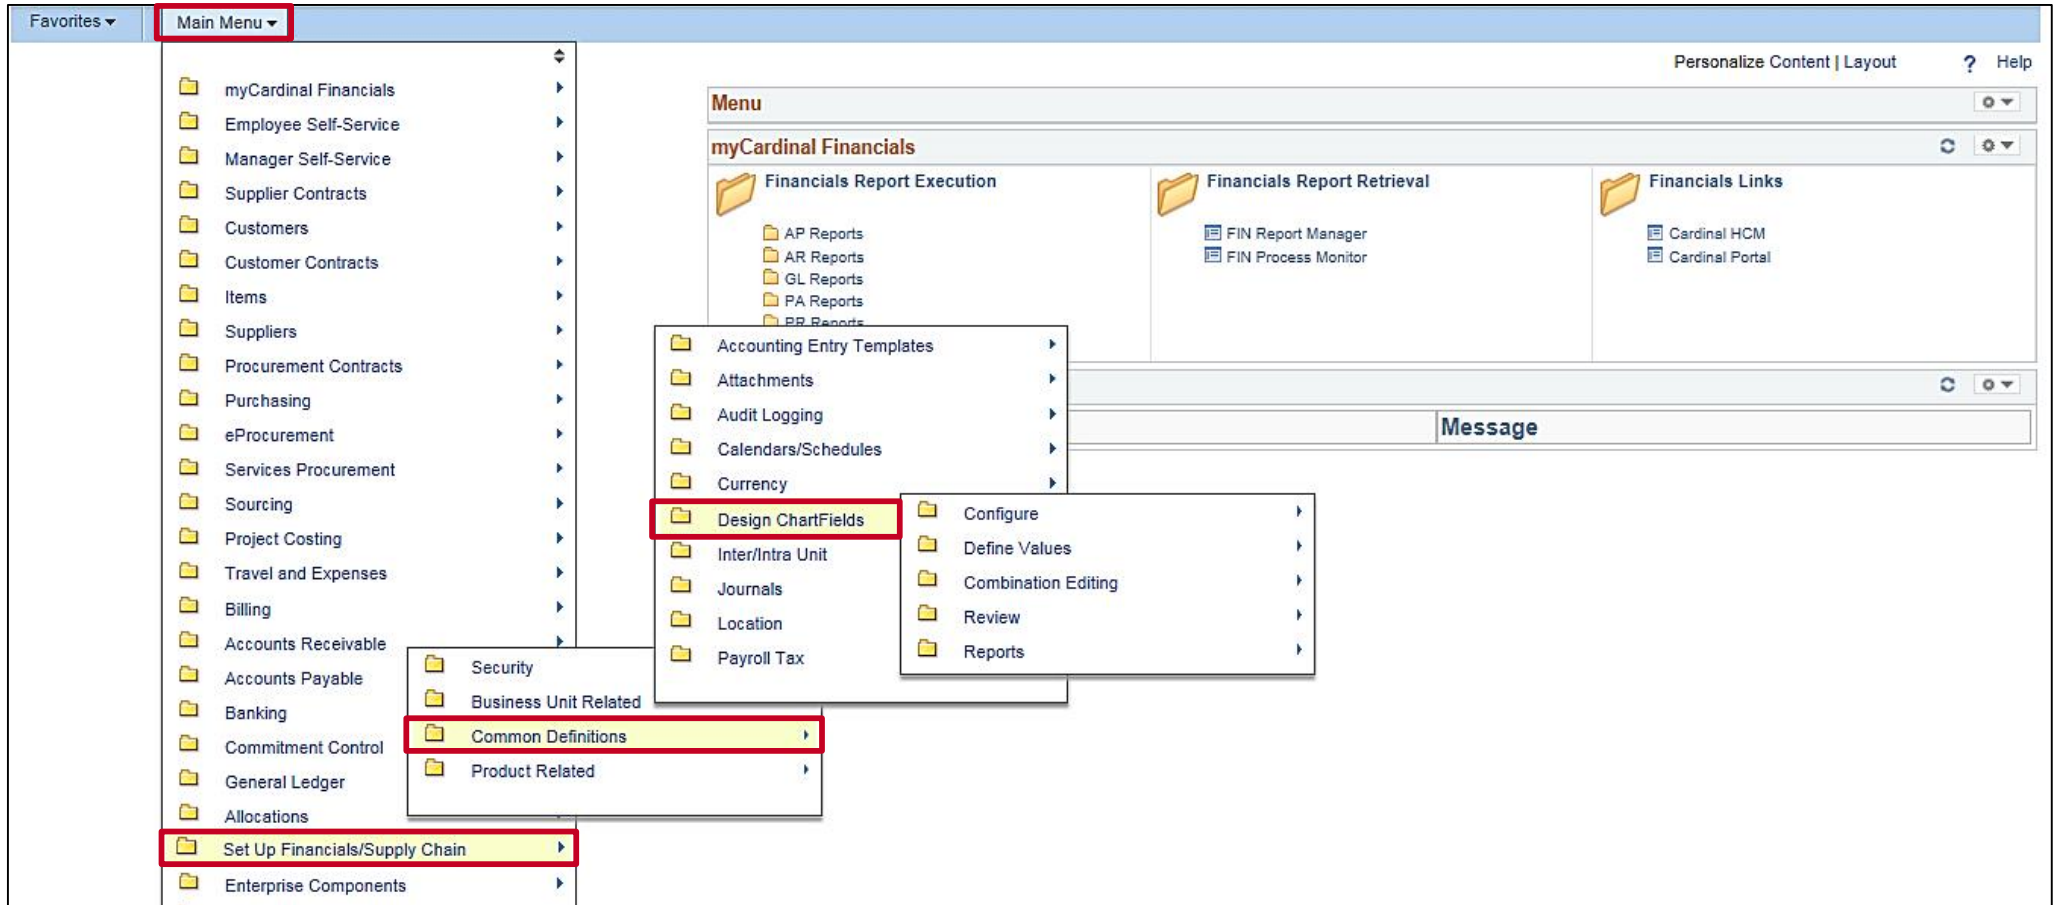 Favorites
Main Menu
Personalize Content | Layout
? Help
myCardinal Financials
Employee Self-Service
Manager Self-Service
Supplier Contracts
Customers
Customer Contracts
Items
Suppliers
Procurement Contracts
Purchasing
eProcurement
Services Procurement
Sourcing
Project Costing
Travel and Expenses
Billing
Accounts Receivable
Accounts Payable
Banking
Commitment Control
General Ledger
Allocations
Set Up Financials/Supply Chain
Enterprise Components
Security
Business Unit Related
Common Definitions
Product Related
Accounting Entry Templates
Attachments
Audit Logging
Calendars/Schedules
Currency
Design ChartFields
Inter/Intra Unit
Journals
Location
Payroll Tax
Configure
Define Values
Combination Editing
Review
Reports
Menu
myCardinal Financials
Financials Report Execution
AP Reports
AR Reports
GL Reports
PA Reports
PR Reports
Financials Report Retrieval
FIN Report Manager
FIN Process Monitor
Financials Links
Cardinal HCM
Cardinal Portal
Message